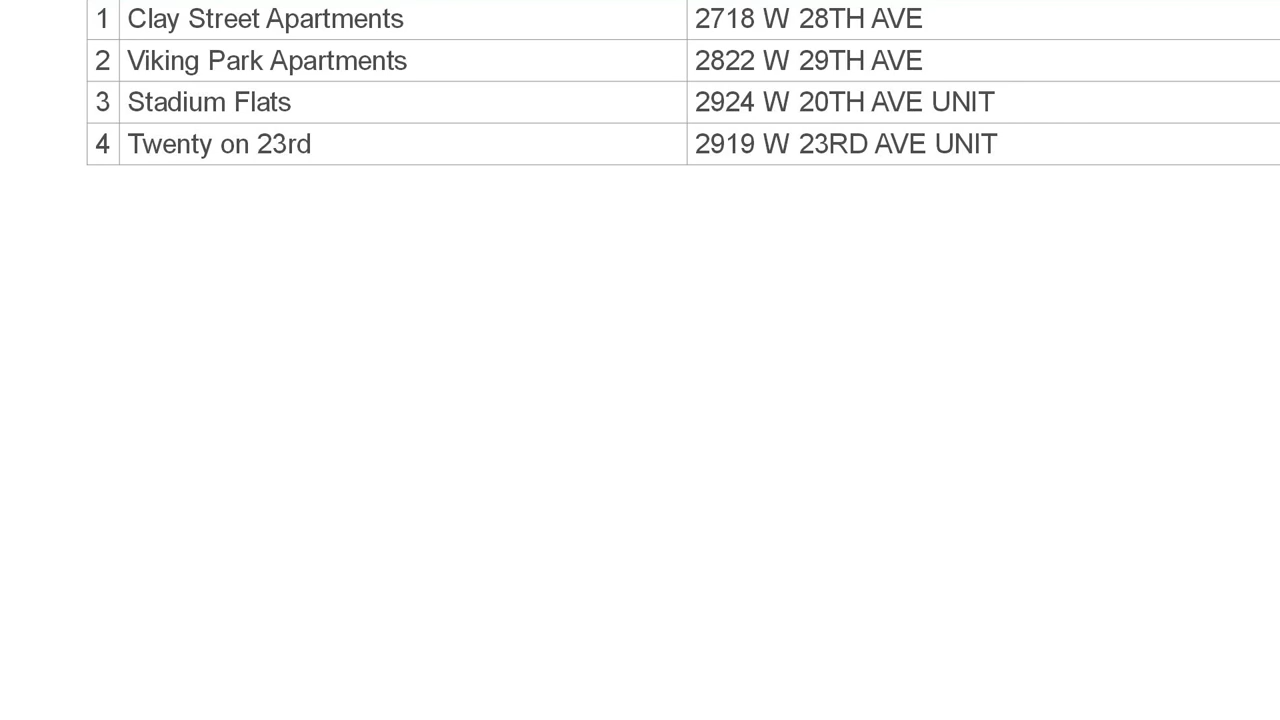 1 Clay Street Apartments 2718 W 28TH AVE
2 Viking Park Apartments 2822 W 29TH AVE
3 Stadium Flats 2924 W 20TH AVE UNIT
4 Twenty on 23rd 2919 W 23RD AVE UNIT